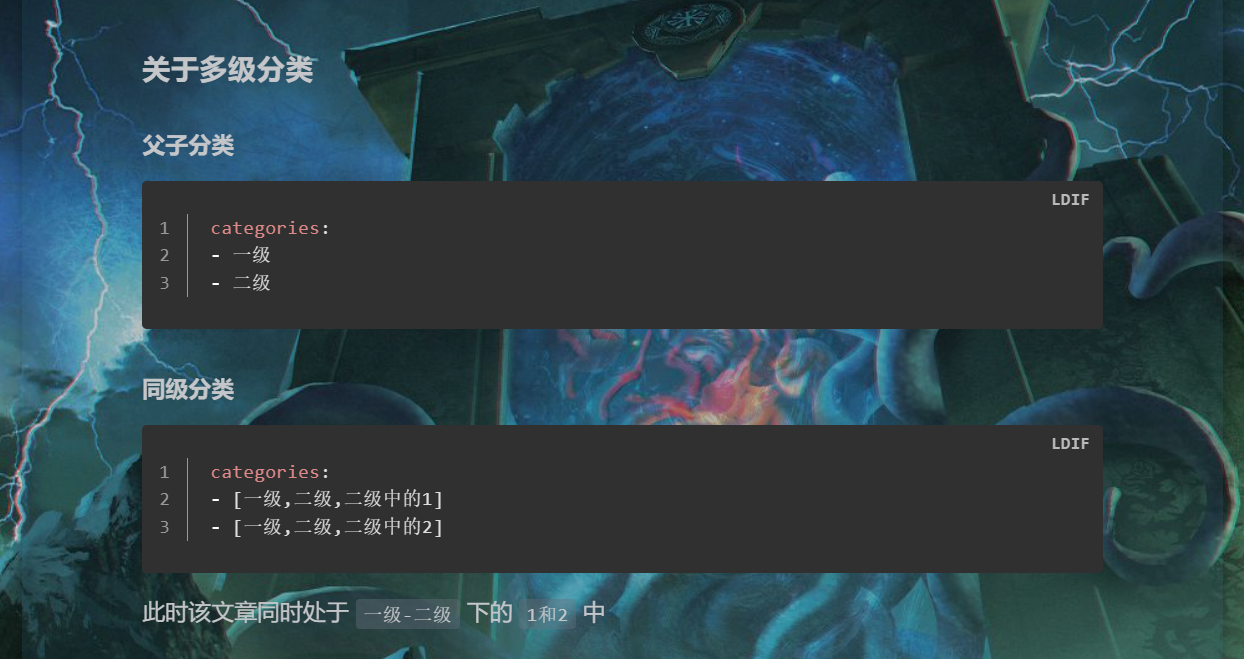 关于多级分类
父子分类
LDIF
1 categories:
2 - 一级
3 - 二级
同级分类
LDIF
1 categories:
2 - [一级,二级,二级中的1]
3 - [一级,二级,二级中的2]
此时该文章同时处于 一级-二级 下的 1和2 中